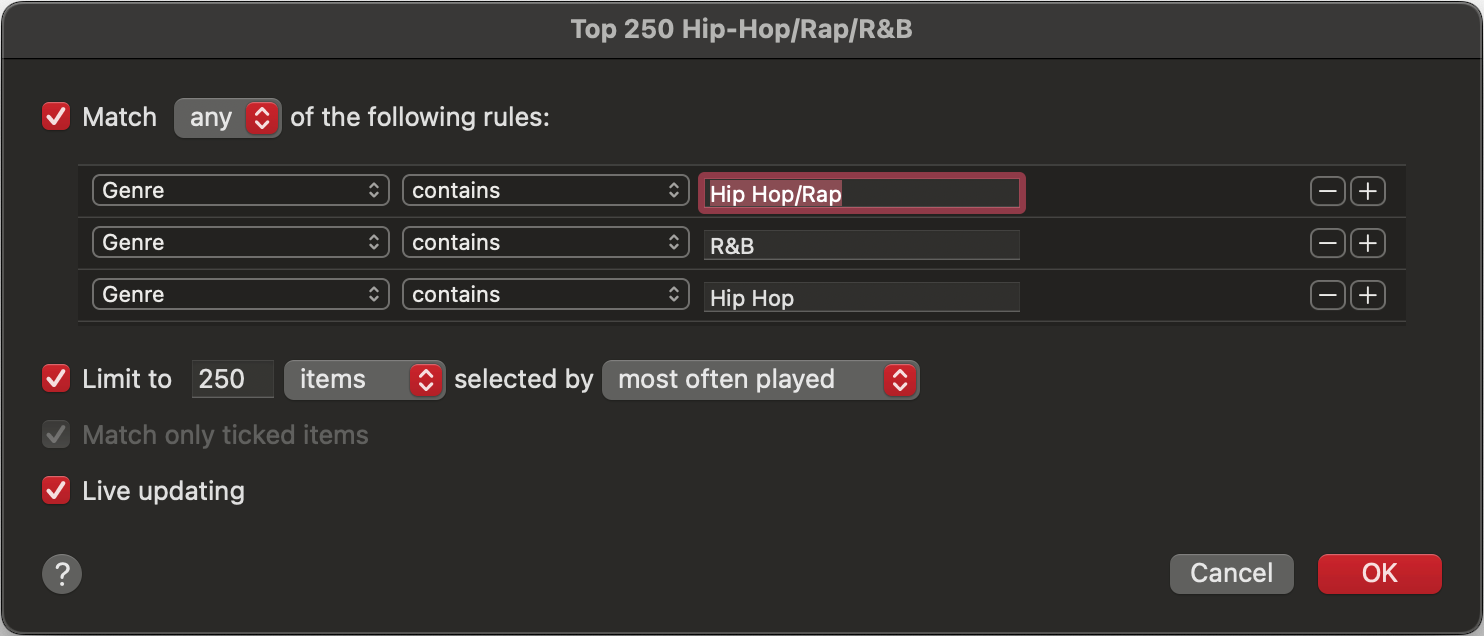 Top 250 Hip-Hop/Rap/R&B
Match any of the following rules:
Genre contains Hip Hop/Rap
Genre contains R&B
Genre contains Hip Hop
Limit to 250 items selected by most often played
Match only ticked items
Live updating
? Cancel OK